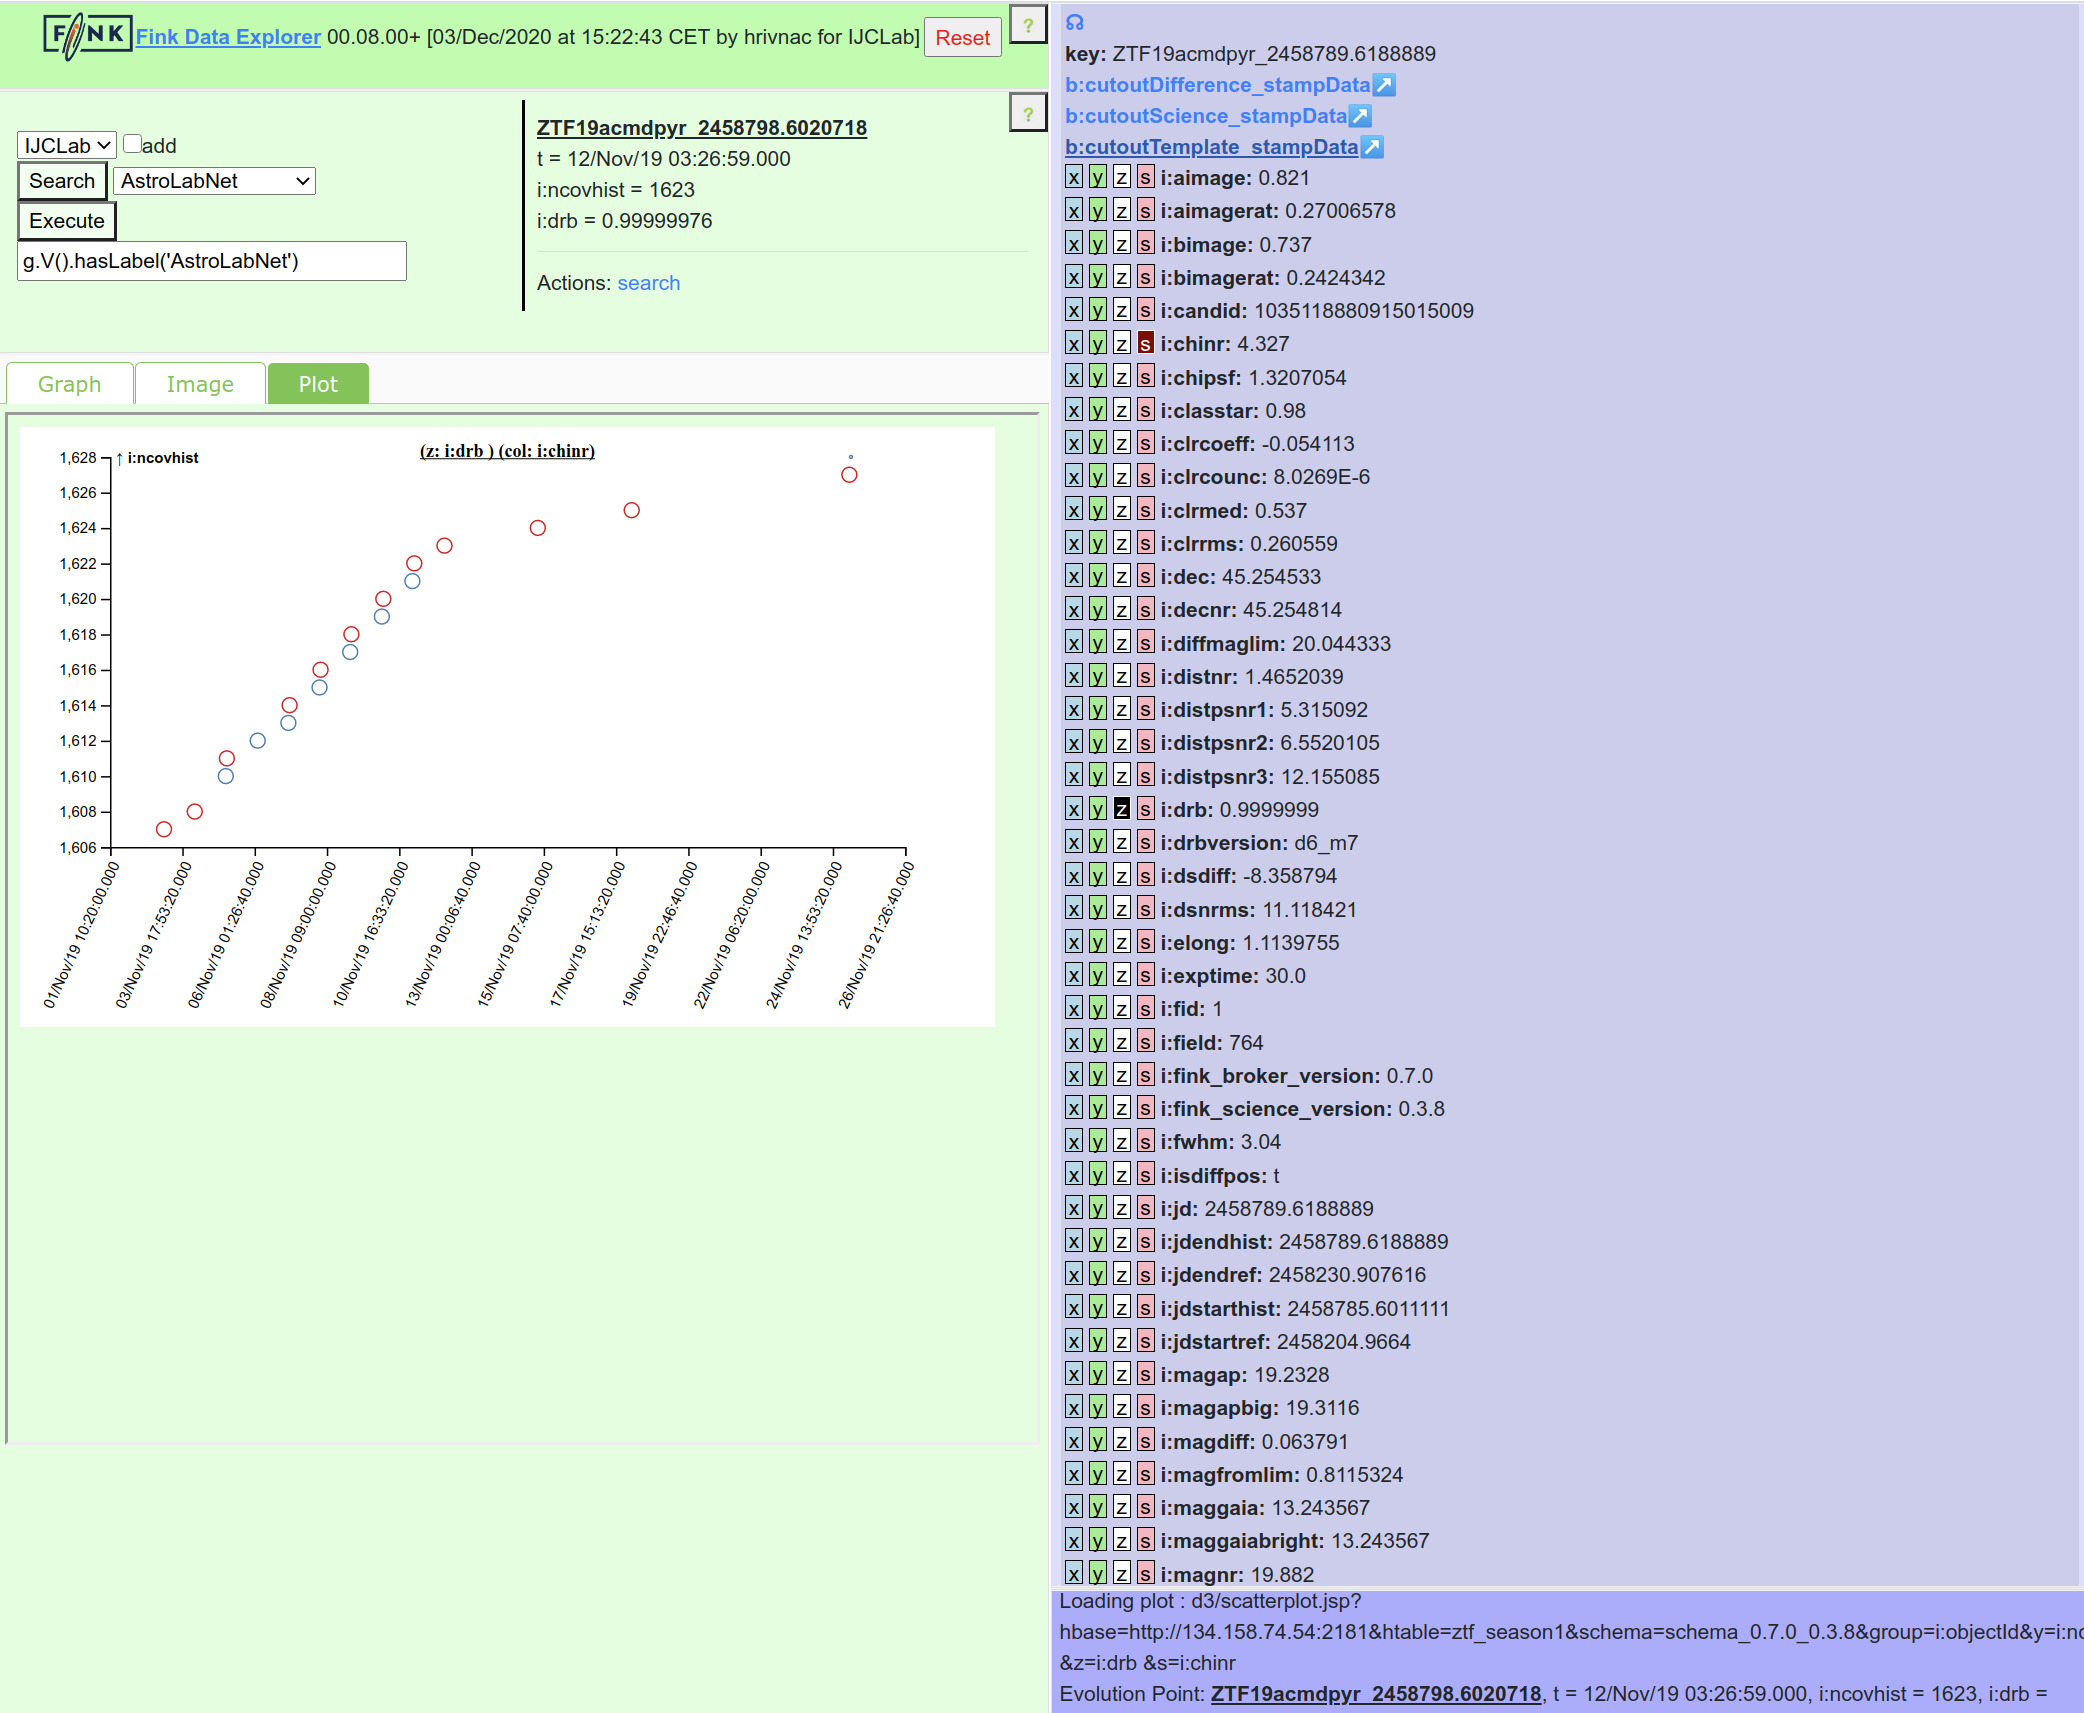 FINK Fink Data Explorer 00.08.00+ [03/Dec/2020 at 15:22:43 CET by hrivnac for IJCLab] Reset ?
IJCLab add
Search AstroLabNet
Execute
g.V().hasLabel('AstroLabNet')
?
ZTF19acmdpyr_2458798.6020718
t = 12/Nov/19 03:26:59.000
i:ncovhist = 1623
i:drb = 0.99999976
Actions: search
Graph Image Plot
(z: i:drb ) (col: i:chinr)
↑ i:ncovhist
1,628
1,626
1,624
1,622
1,620
1,618
1,616
1,614
1,612
1,610
1,608
1,606
01/Nov/19 10:20:00.000
03/Nov/19 17:53:20.000
06/Nov/19 01:26:40.000
08/Nov/19 09:00:00.000
10/Nov/19 16:33:20.000
13/Nov/19 00:06:40.000
15/Nov/19 07:40:00.000
17/Nov/19 15:13:20.000
19/Nov/19 22:46:40.000
22/Nov/19 06:20:00.000
24/Nov/19 13:53:20.000
26/Nov/19 21:26:40.000
☊
key: ZTF19acmdpyr_2458789.6188889
b:cutoutDifference_stampData↗
b:cutoutScience_stampData↗
b:cutoutTemplate_stampData↗
x y z s i:aimage: 0.821
x y z s i:aimagerat: 0.27006578
x y z s i:bimage: 0.737
x y z s i:bimagerat: 0.2424342
x y z s i:candid: 1035118880915015009
x y z s i:chinr: 4.327
x y z s i:chipsf: 1.3207054
x y z s i:classtar: 0.98
x y z s i:clrcoeff: -0.054113
x y z s i:clrcounc: 8.0269E-6
x y z s i:clrmed: 0.537
x y z s i:clrrms: 0.260559
x y z s i:dec: 45.254533
x y z s i:decnr: 45.254814
x y z s i:diffmaglim: 20.044333
x y z s i:distnr: 1.4652039
x y z s i:distpsnr1: 5.315092
x y z s i:distpsnr2: 6.5520105
x y z s i:distpsnr3: 12.155085
x y z s i:drb: 0.9999999
x y z s i:drbversion: d6_m7
x y z s i:dsdiff: -8.358794
x y z s i:dsnrms: 11.118421
x y z s i:elong: 1.1139755
x y z s i:exptime: 30.0
x y z s i:fid: 1
x y z s i:field: 764
x y z s i:fink_broker_version: 0.7.0
x y z s i:fink_science_version: 0.3.8
x y z s i:fwhm: 3.04
x y z s i:isdiffpos: t
x y z s i:jd: 2458789.6188889
x y z s i:jdendhist: 2458789.6188889
x y z s i:jdendref: 2458230.907616
x y z s i:jdstarthist: 2458785.6011111
x y z s i:jdstartref: 2458204.9664
x y z s i:magap: 19.2328
x y z s i:magapbig: 19.3116
x y z s i:magdiff: 0.063791
x y z s i:magfromlim: 0.8115324
x y z s i:maggaia: 13.243567
x y z s i:maggaiabright: 13.243567
x y z s i:magnr: 19.882
Loading plot : d3/scatterplot.jsp?
hbase=http://134.158.74.54:2181&htable=ztf_season1&schema=schema_0.7.0_0.3.8&group=i:objectId&y=i:nc
&z=i:drb &s=i:chinr
Evolution Point: ZTF19acmdpyr_2458798.6020718, t = 12/Nov/19 03:26:59.000, i:ncovhist = 1623, i:drb =